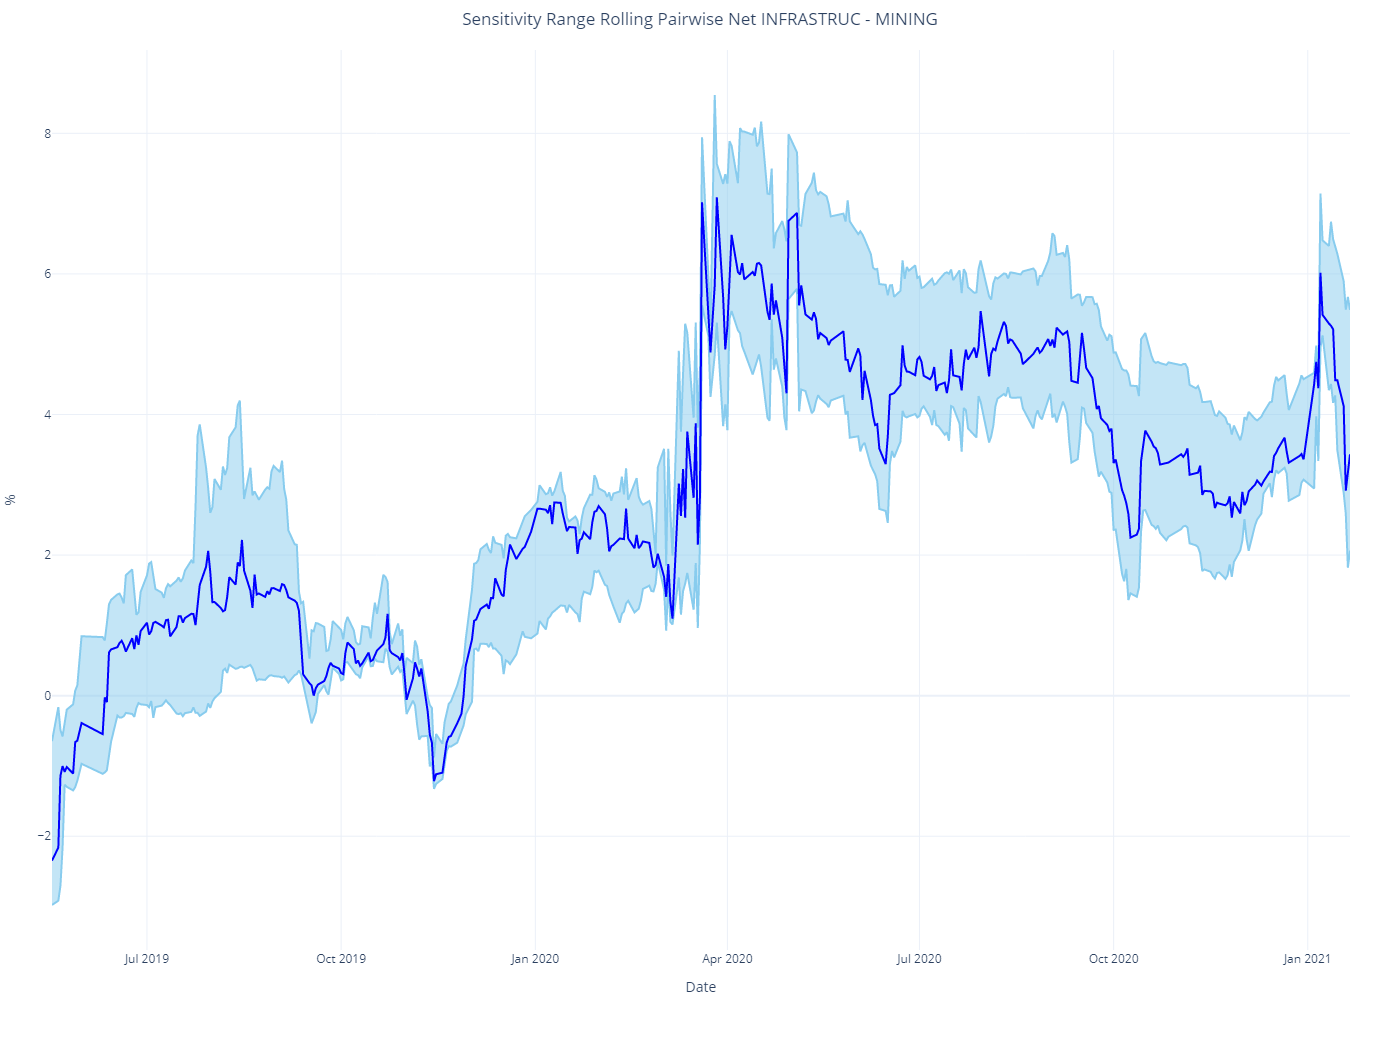 Sensitivity Range Rolling Pairwise Net INFRASTRUC - MINING
8
6
4
2
0
−2
%
Jul 2019
Oct 2019
Jan 2020
Apr 2020
Jul 2020
Oct 2020
Jan 2021
Date